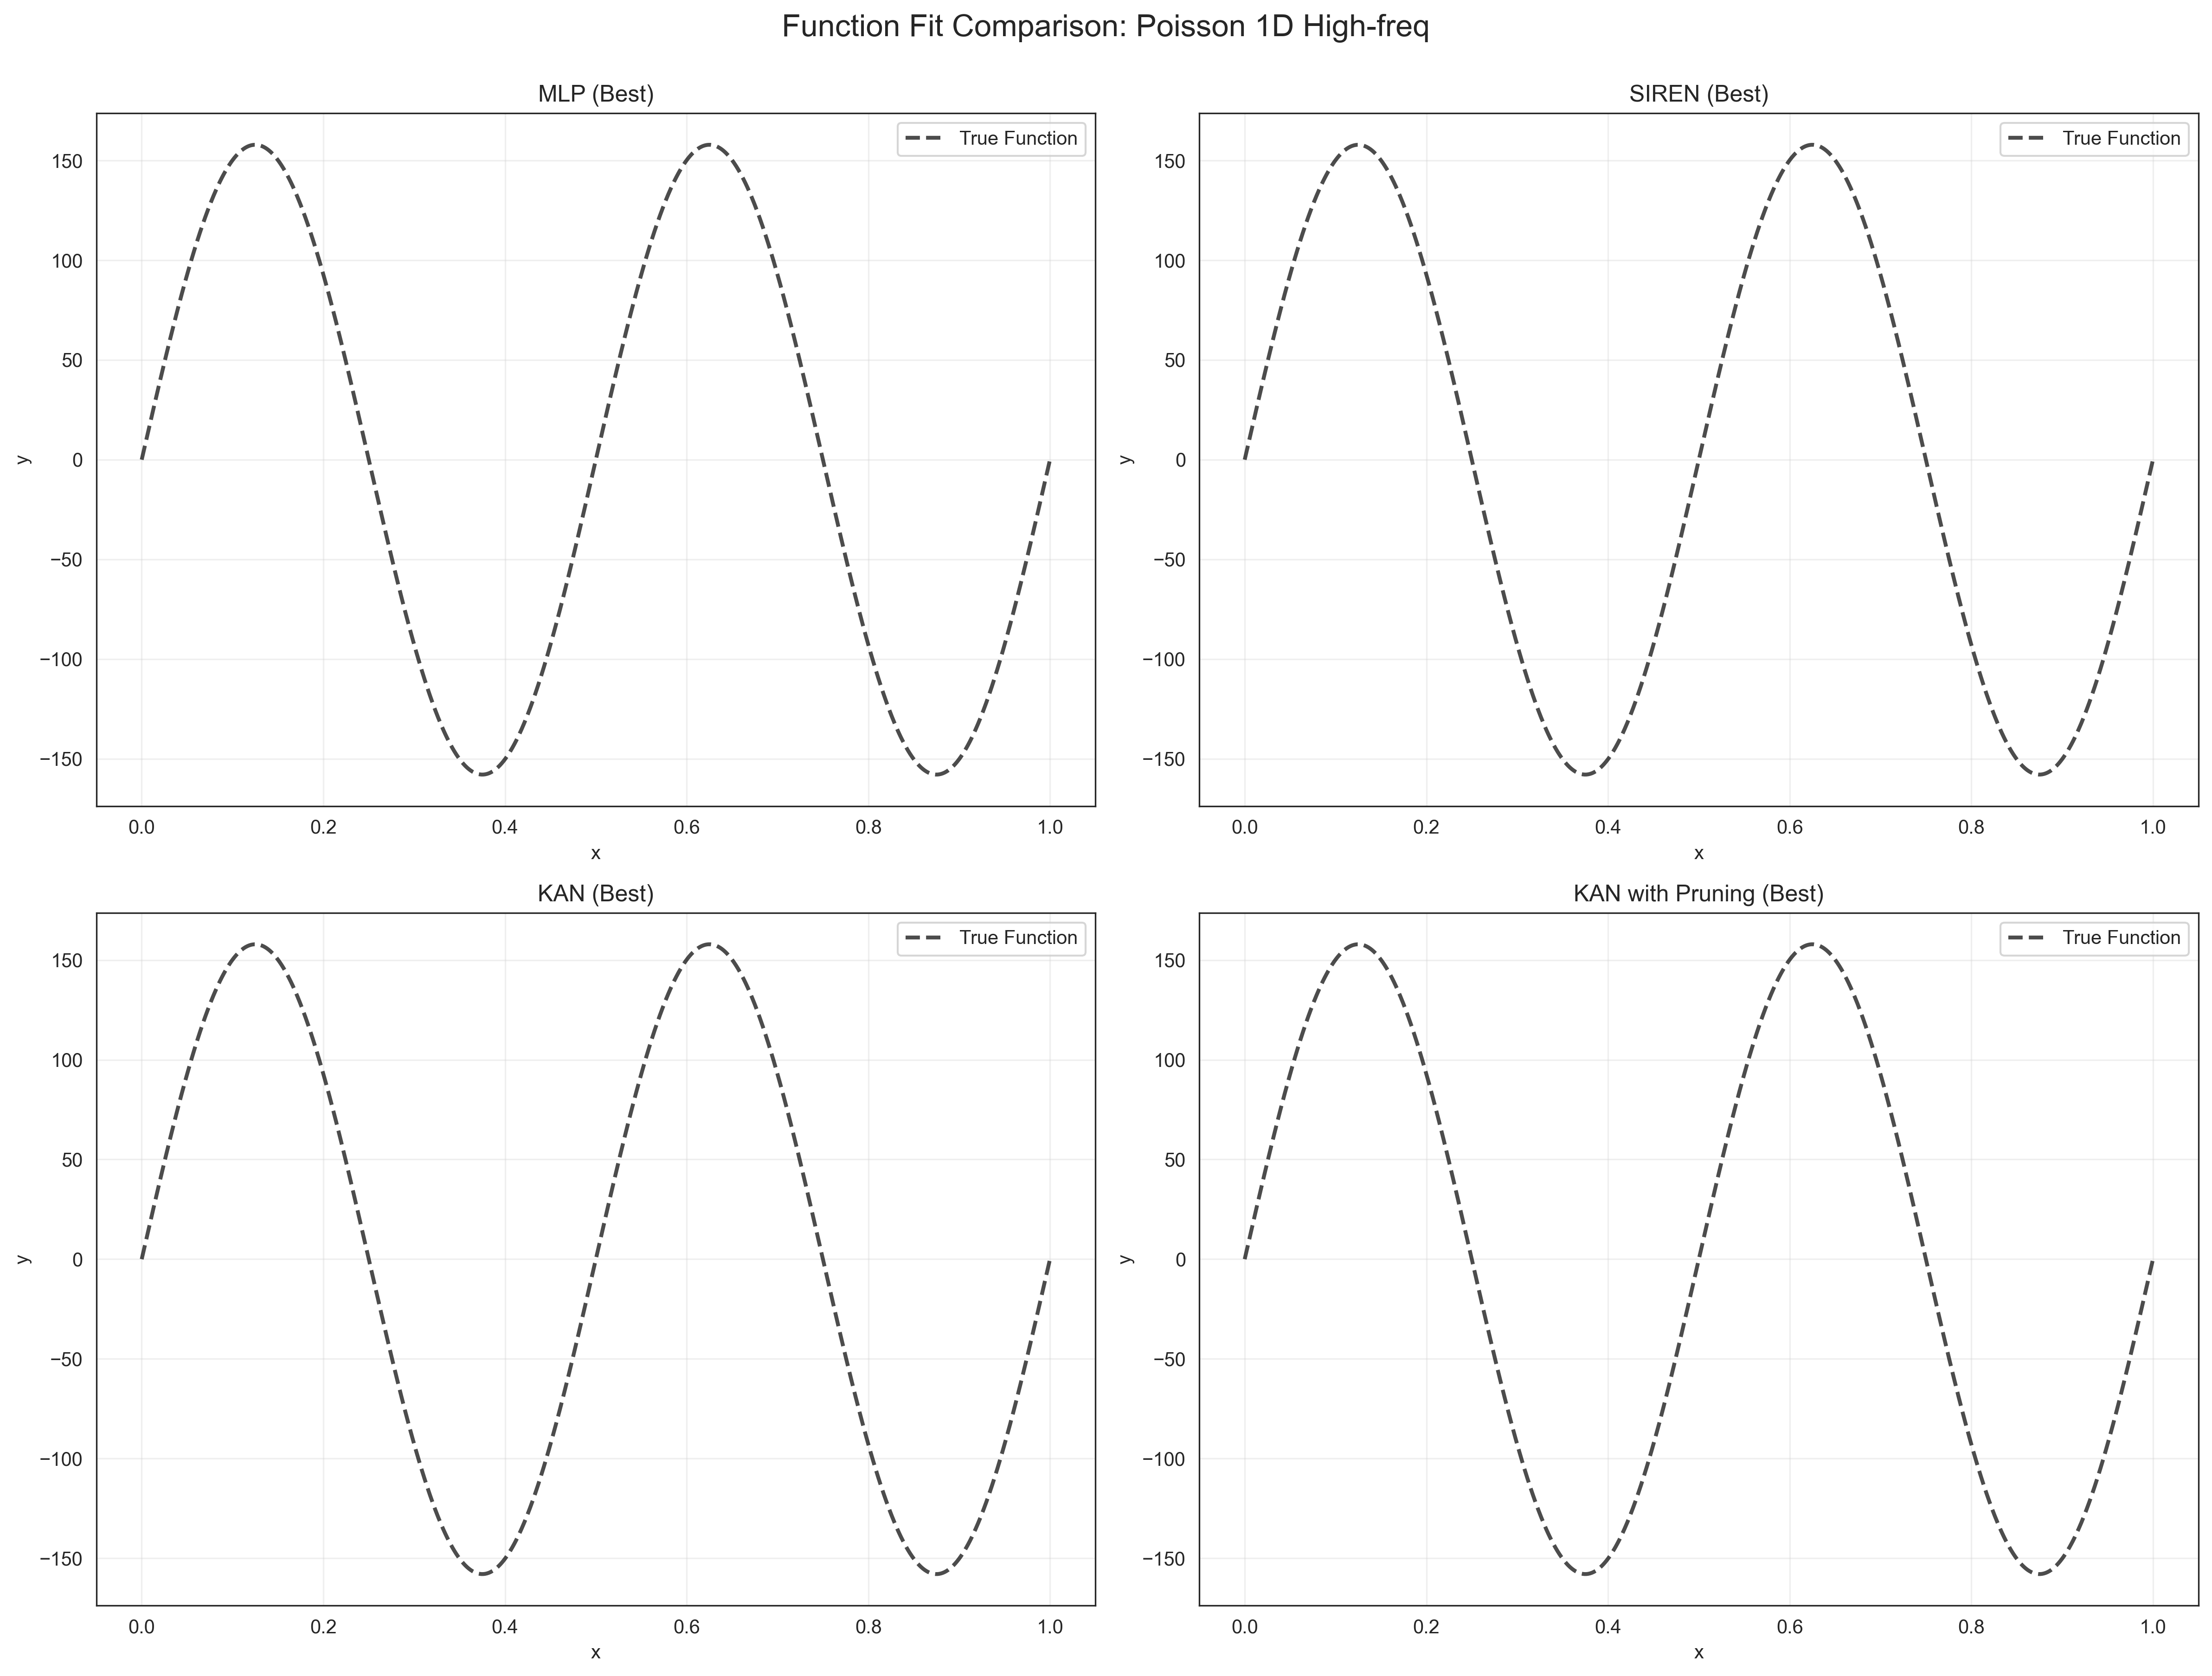 Function Fit Comparison: Poisson 1D High-freq
MLP (Best)
True Function
150
100
50
0
−50
−100
−150
y
0.0 0.2 0.4 0.6 0.8 1.0
x
SIREN (Best)
True Function
150
100
50
0
−50
−100
−150
y
0.0 0.2 0.4 0.6 0.8 1.0
x
KAN (Best)
True Function
150
100
50
0
−50
−100
−150
y
0.0 0.2 0.4 0.6 0.8 1.0
x
KAN with Pruning (Best)
True Function
150
100
50
0
−50
−100
−150
y
0.0 0.2 0.4 0.6 0.8 1.0
x